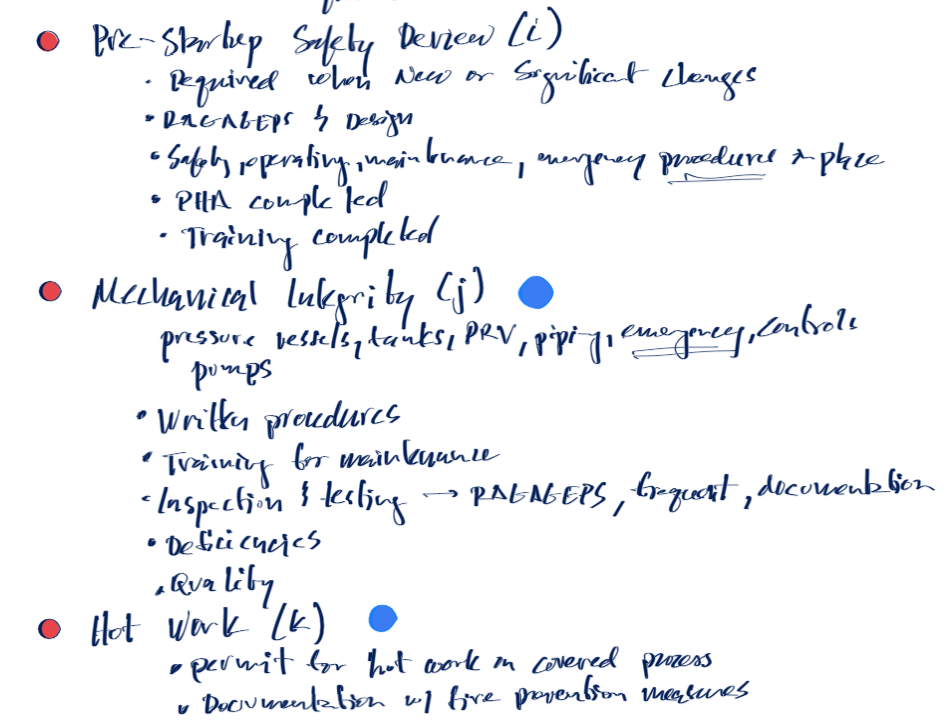 Pre-Startup Safety Review (i)
• Required when New or Significant changes
• RAGAGEPS & Design
• Safety, operating, maintenance, emergency procedures in place
• PHA completed
• Training completed
Mechanical Integrity (j)
pressure vessels, tanks, PRV, piping, emergency, controls
pumps
• Written procedures
• Training for maintenance
• Inspection & testing → RAGAGEPS, frequent, documentation
• Deficiencies
• Quality
Hot Work (k)
• permit for hot work on covered process
• Documentation w/ fire prevention measures